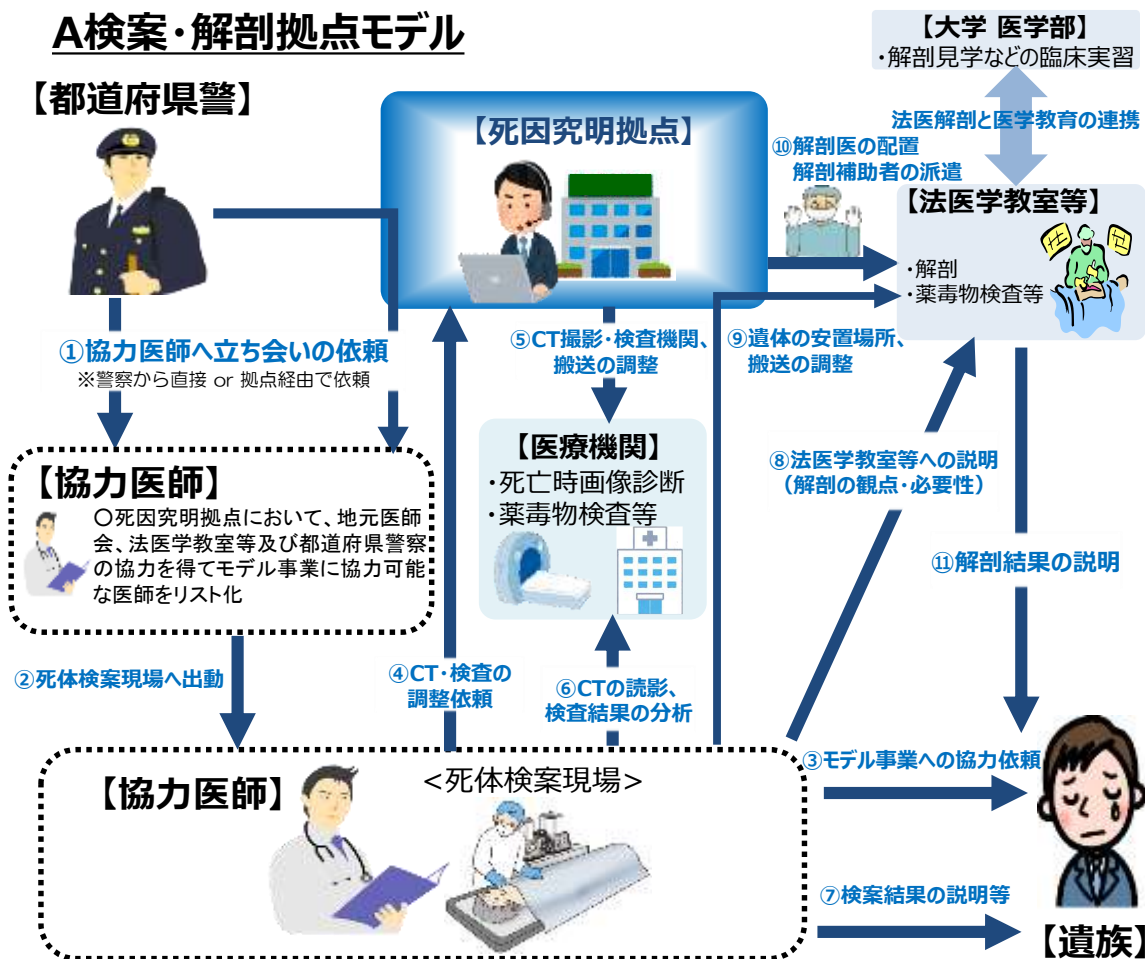 A検案・解剖拠点モデル
【大学 医学部】
・解剖見学などの臨床実習
【都道府県警】
【死因究明拠点】
法医解剖と医学教育の連携
⑩解剖医の配置
解剖補助者の派遣
【法医学教室等】
・解剖
・薬毒物検査等
①協力医師へ立ち会いの依頼
※警察から直接 or 拠点経由で依頼
⑤CT撮影・検査機関、
搬送の調整
⑨遺体の安置場所、
搬送の調整
【協力医師】
〇死因究明拠点において、地元医師
会、法医学教室等及び都道府県警察
の協力を得てモデル事業に協力可能
な医師をリスト化
【医療機関】
・死亡時画像診断
・薬毒物検査等
⑧法医学教室等への説明
（解剖の観点・必要性）
⑪解剖結果の説明
②死体検案現場へ出動
④CT・検査の
調整依頼
⑥CTの読影、
検査結果の分析
③モデル事業への協力依頼
【協力医師】
<死体検案現場>
⑦検案結果の説明等
【遺族】